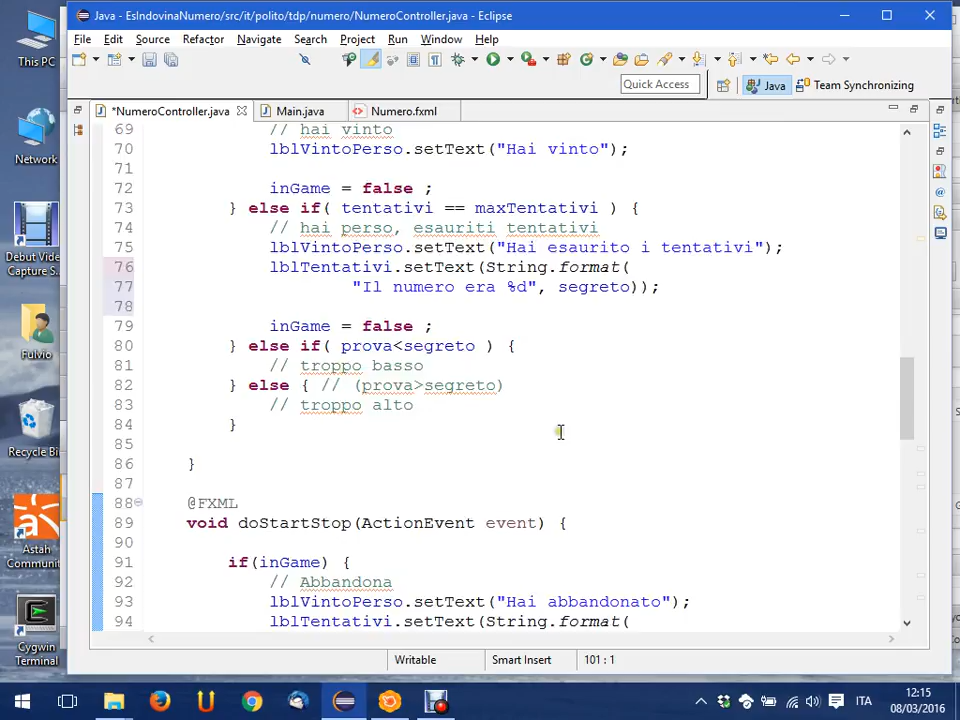 This PC
Network
Debut Video
Capture S...
Fulvio
Recycle Bi
Astah
Communi
Cygwin
Terminal
Java - EsIndovinaNumero/src/it/polito/tdp/numero/NumeroController.java - Eclipse
File Edit Source Refactor Navigate Search Project Run Window Help
Quick Access Java Team Synchronizing
*NumeroController.java Main.java Numero.fxml
69 // hai vinto
70 lblVintoPerso.setText("Hai vinto");
71
72 inGame = false ;
73 } else if( tentativi == maxTentativi ) {
74 // hai perso, esauriti tentativi
75 lblVintoPerso.setText("Hai esaurito i tentativi");
76 lblTentativi.setText(String.format(
77 "Il numero era %d", segreto));
78
79 inGame = false ;
80 } else if( prova<segreto ) {
81 // troppo basso
82 } else { // (prova>segreto)
83 // troppo alto
84 }
85
86 }
87
88 @FXML
89 void doStartStop(ActionEvent event) {
90
91 if(inGame) {
92 // Abbandona
93 lblVintoPerso.setText("Hai abbandonato");
94 lblTentativi.setText(String.format(
Writable Smart Insert 101 : 1
ITA
12:15
08/03/2016